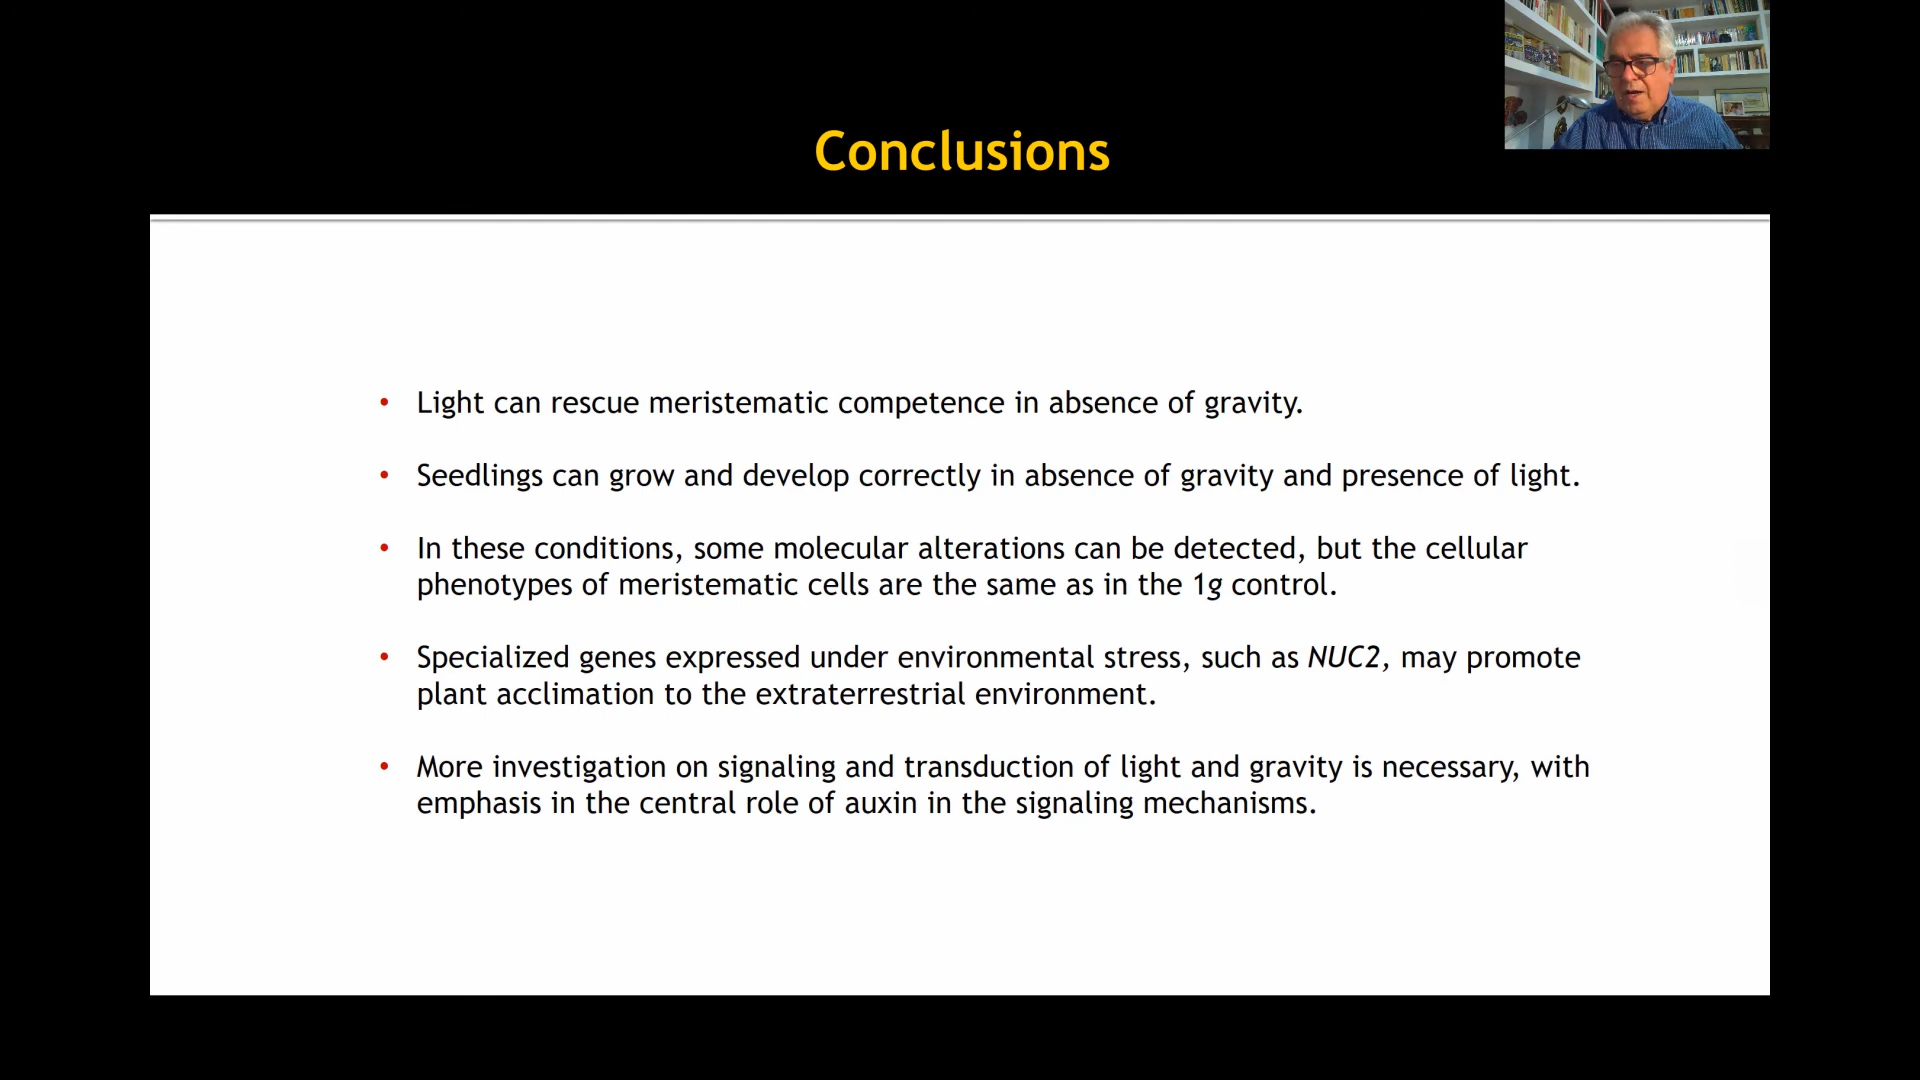 Conclusions
• Light can rescue meristematic competence in absence of gravity.
• Seedlings can grow and develop correctly in absence of gravity and presence of light.
• In these conditions, some molecular alterations can be detected, but the cellular
phenotypes of meristematic cells are the same as in the 1g control.
• Specialized genes expressed under environmental stress, such as NUC2, may promote
plant acclimation to the extraterrestrial environment.
• More investigation on signaling and transduction of light and gravity is necessary, with
emphasis in the central role of auxin in the signaling mechanisms.